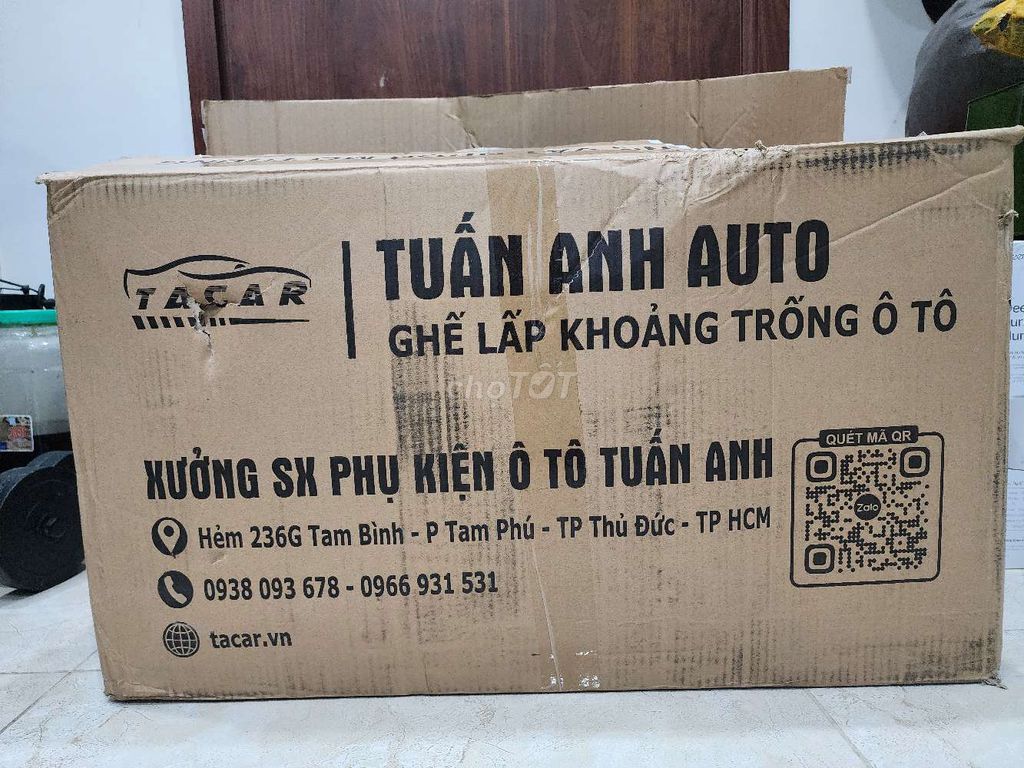 TACAR
TUẤN ANH AUTO
GHẾ LẤP KHOẢNG TRỐNG Ô TÔ
choTỐT
QUÉT MÃ QR
Zalo
XƯỞNG SX PHỤ KIỆN Ô TÔ TUẤN ANH
Hẻm 236G Tam Bình - P Tam Phú - TP Thủ Đức - TP HCM
0938 093 678 - 0966 931 531
tacar.vn